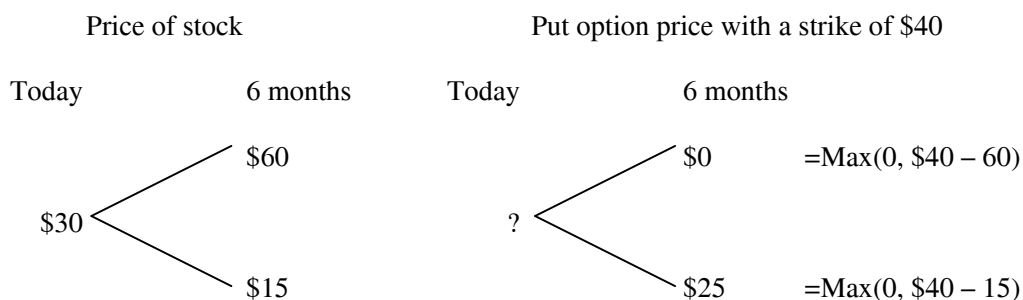 Price of stock Put option price with a strike of $40
Today 6 months Today 6 months
$60 $0 =Max(0, $40 – 60)
$30 ?
$15 $25 =Max(0, $40 – 15)